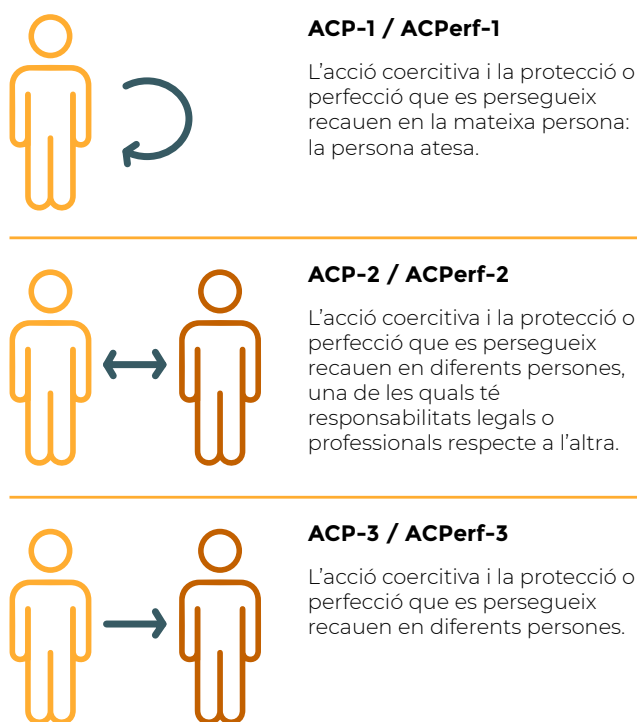 ACP-1 / ACPerf-1
L’acció coercitiva i la protecció o
perfecció que es persegueix
recauen en la mateixa persona:
la persona atesa.
ACP-2 / ACPerf-2
L’acció coercitiva i la protecció o
perfecció que es persegueix
recauen en diferents persones,
una de les quals té
responsabilitats legals o
professionals respecte a l’altra.
ACP-3 / ACPerf-3
L’acció coercitiva i la protecció o
perfecció que es persegueix
recauen en diferents persones.